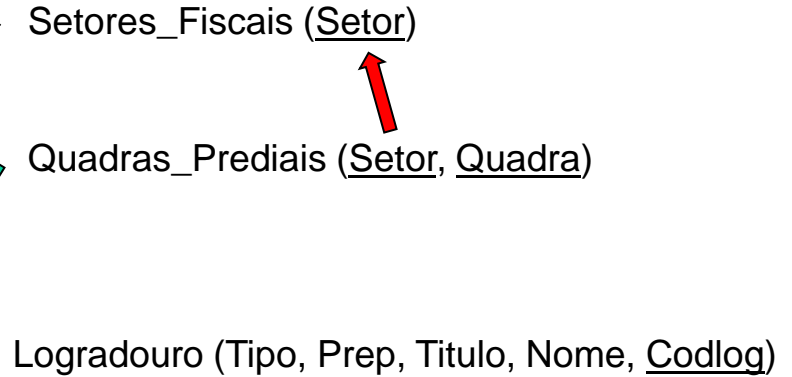 Setores_Fiscais (Setor)
Quadras_Prediais (Setor, Quadra)
Logradouro (Tipo, Prep, Titulo, Nome, Codlog)